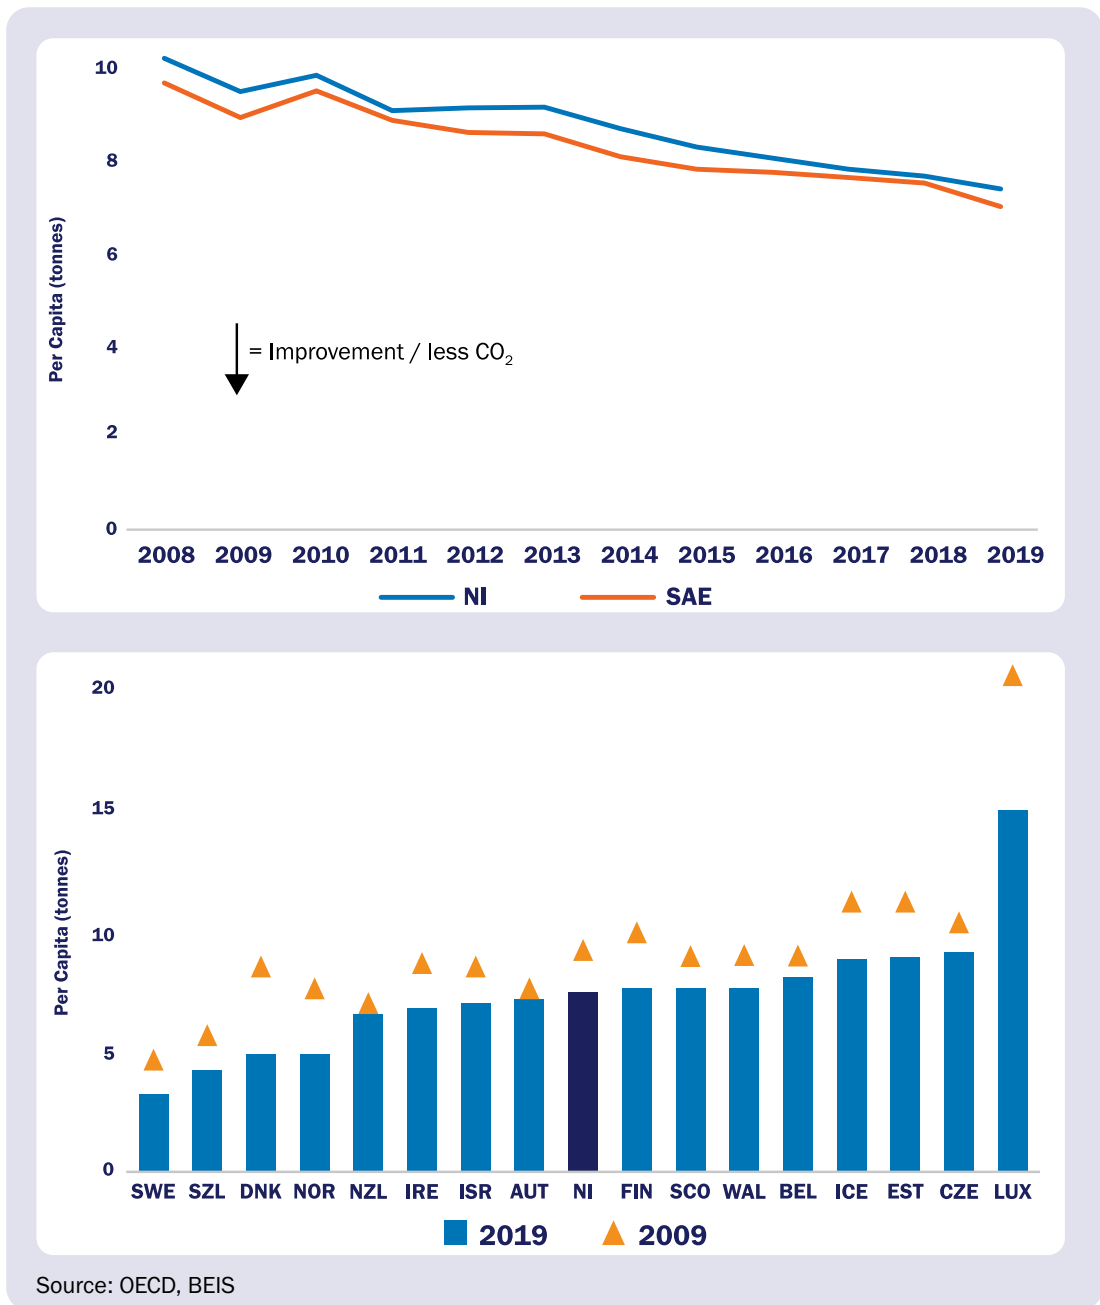 10
8
6
4
2
0
Per Capita (tonnes)
= Improvement / less CO₂
2008 2009 2010 2011 2012 2013 2014 2015 2016 2017 2018 2019
NI SAE
20
15
10
5
0
Per Capita (tonnes)
SWE SZL DNK NOR NZL IRE ISR AUT NI FIN SCO WAL BEL ICE EST CZE LUX
2019 2009
Source: OECD, BEIS